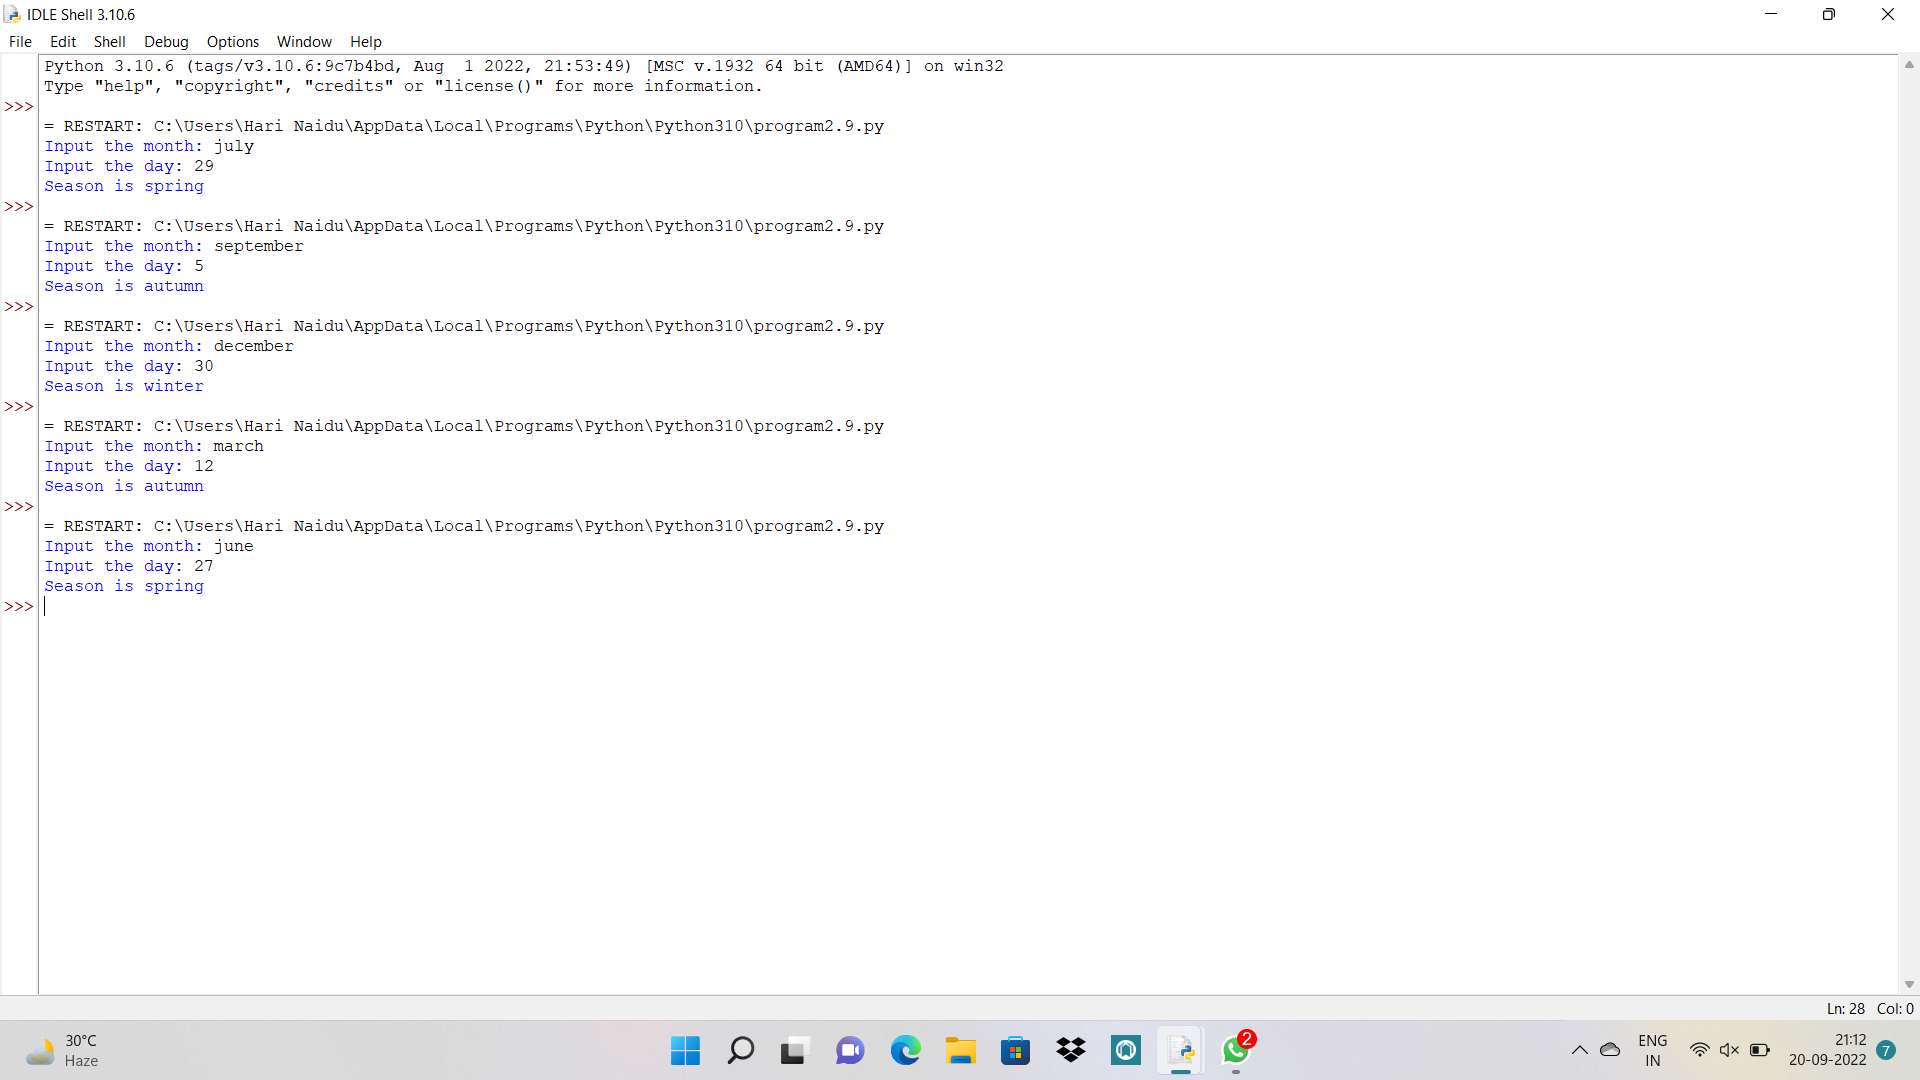 IDLE Shell 3.10.6
File Edit Shell Debug Options Window Help
Python 3.10.6 (tags/v3.10.6:9c7b4bd, Aug  1 2022, 21:53:49) [MSC v.1932 64 bit (AMD64)] on win32
Type "help", "copyright", "credits" or "license()" for more information.
>>>
= RESTART: C:\Users\Hari Naidu\AppData\Local\Programs\Python\Python310\program2.9.py
Input the month: july
Input the day: 29
Season is spring
>>>
= RESTART: C:\Users\Hari Naidu\AppData\Local\Programs\Python\Python310\program2.9.py
Input the month: september
Input the day: 5
Season is autumn
>>>
= RESTART: C:\Users\Hari Naidu\AppData\Local\Programs\Python\Python310\program2.9.py
Input the month: december
Input the day: 30
Season is winter
>>>
= RESTART: C:\Users\Hari Naidu\AppData\Local\Programs\Python\Python310\program2.9.py
Input the month: march
Input the day: 12
Season is autumn
>>>
= RESTART: C:\Users\Hari Naidu\AppData\Local\Programs\Python\Python310\program2.9.py
Input the month: june
Input the day: 27
Season is spring
>>>
Ln: 28 Col: 0
30°C
Haze
2
ENG
IN
21:12
20-09-2022
7